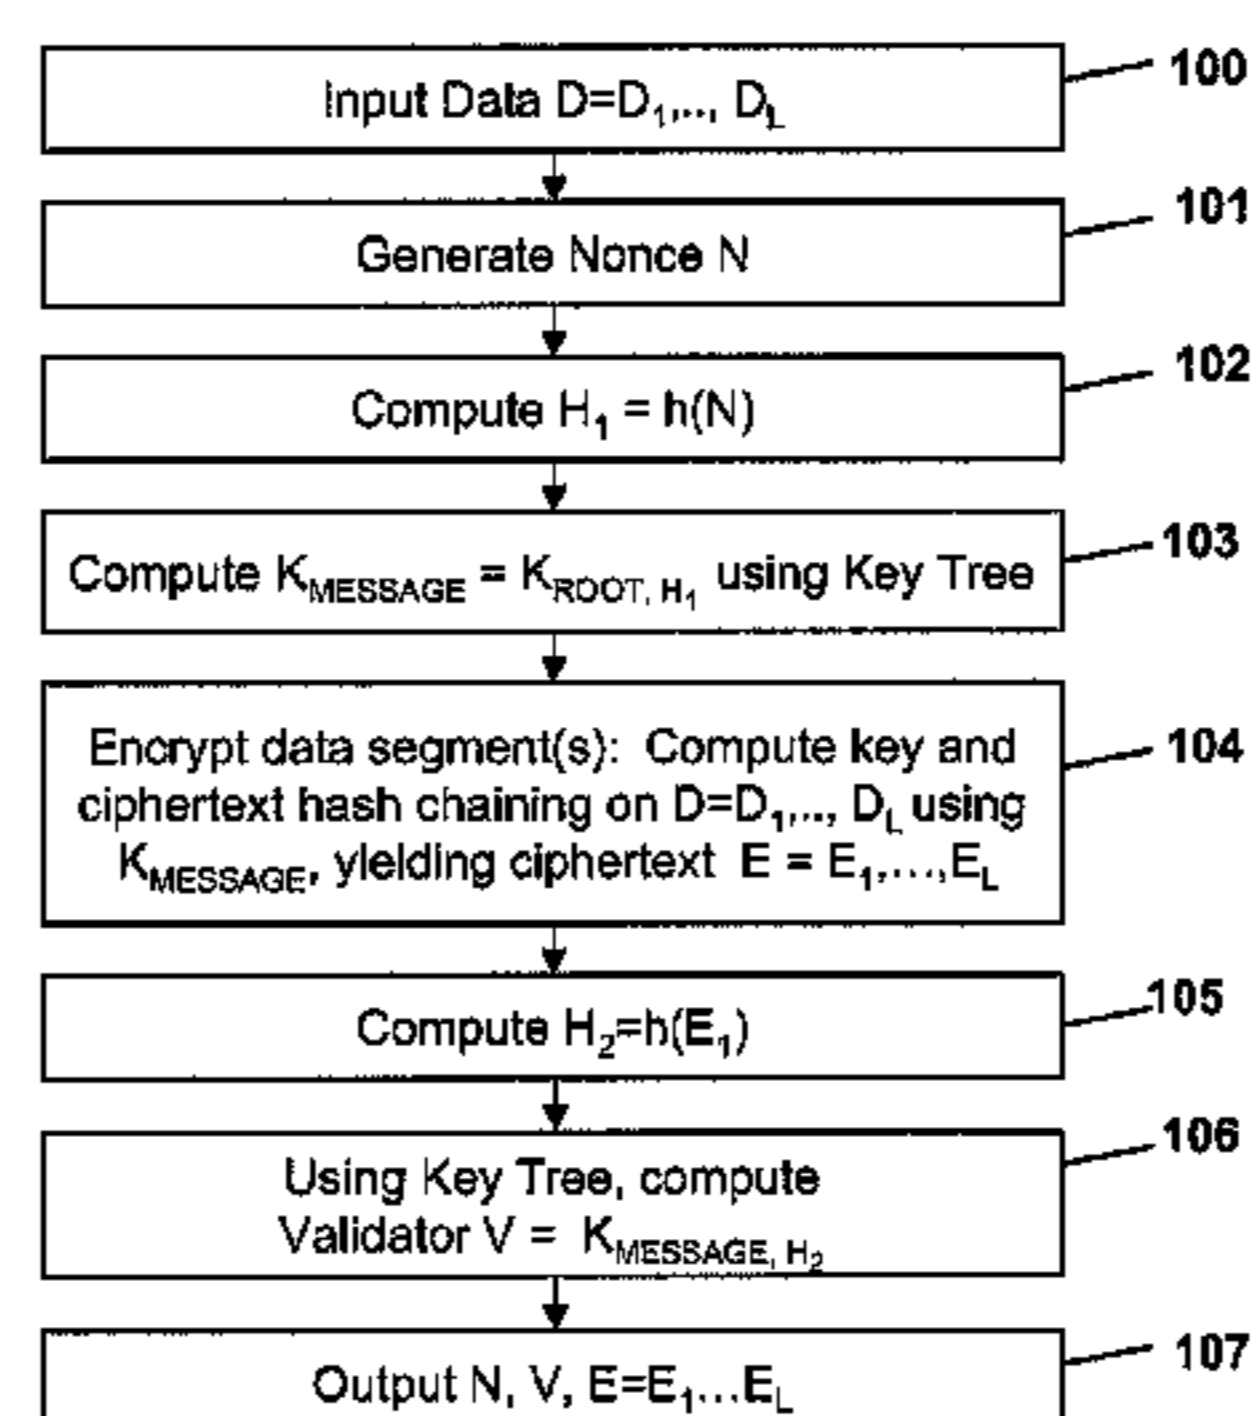 Input Data D=D1,.., DL
100
Generate Nonce N
101
Compute H1 = h(N)
102
Compute KMESSAGE = KROOT, H1 using Key Tree
103
Encrypt data segment(s): Compute key and
ciphertext hash chaining on D=D1,.., DL using
KMESSAGE, yielding ciphertext E = E1,...,EL
104
Compute H2=h(E1)
105
Using Key Tree, compute
Validator V = KMESSAGE, H2
106
Output N, V, E=E1...EL
107